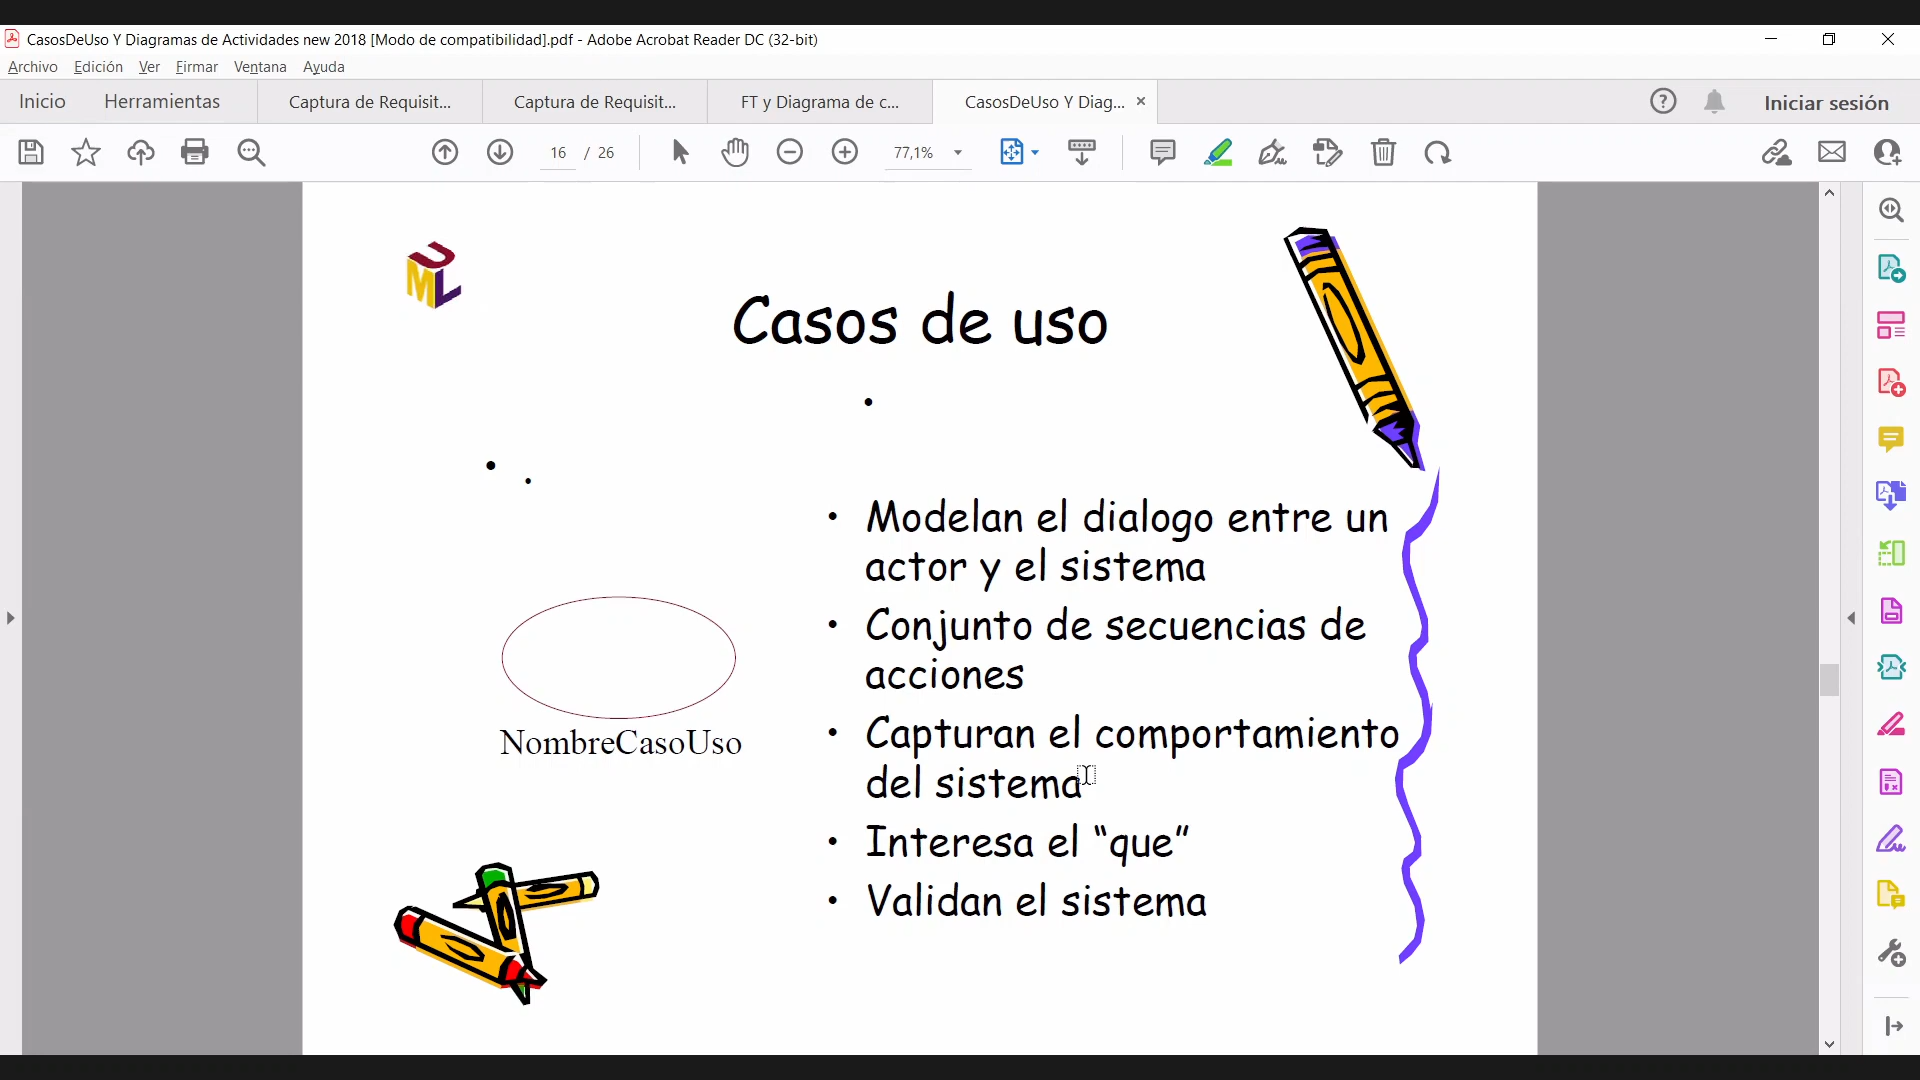 CasosDeUso Y Diagramas de Actividades new 2018 [Modo de compatibilidad].pdf - Adobe Acrobat Reader DC (32-bit)
Archivo Edición Ver Firmar Ventana Ayuda
Inicio Herramientas Captura de Requisit... Captura de Requisit... FT y Diagrama de c... CasosDeUso Y Diag... × Iniciar sesión
16 / 26 77,1%
UML
Casos de uso
•
•
•
• Modelan el dialogo entre un
actor y el sistema
• Conjunto de secuencias de
acciones
• Capturan el comportamiento
del sistema
• Interesa el “que”
• Validan el sistema
NombreCasoUso